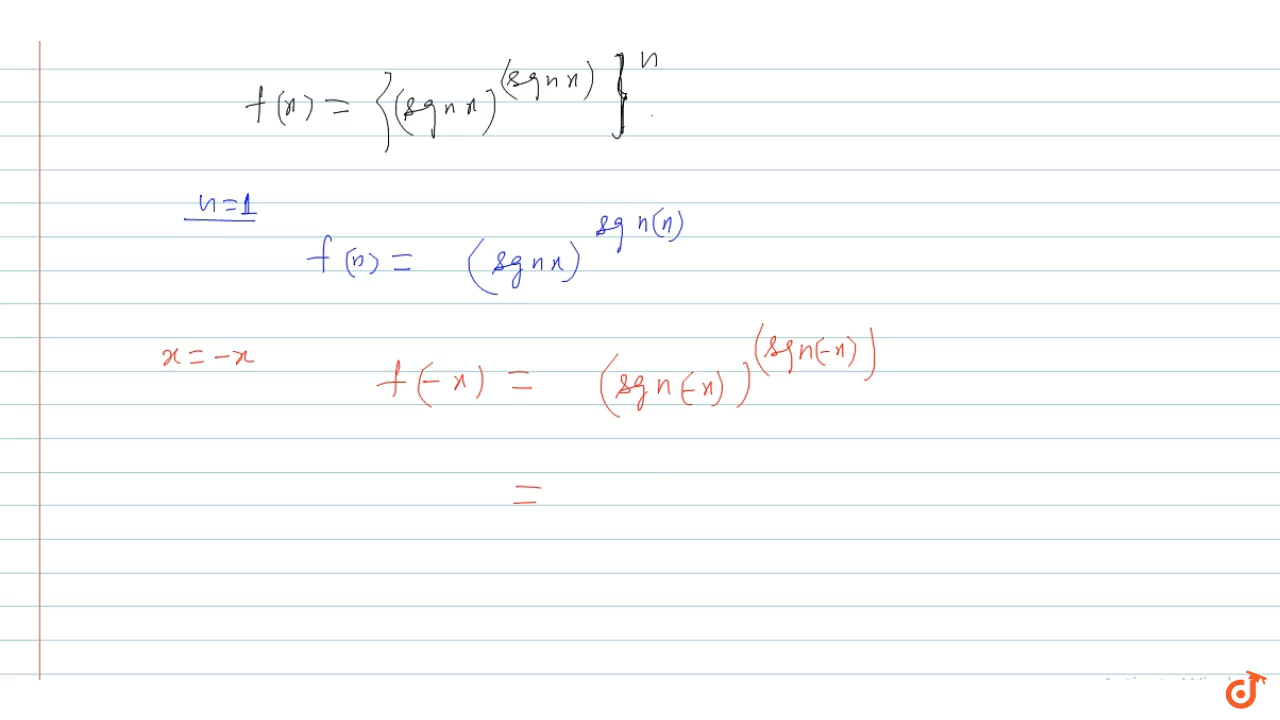 f(x) = {(sgn x)^(sgn x)}^n
n=1
f(n) = (sgn x)^sgn(n)
x = -x
f(-x) = (sgn(-x))^(sgn(-x))
=